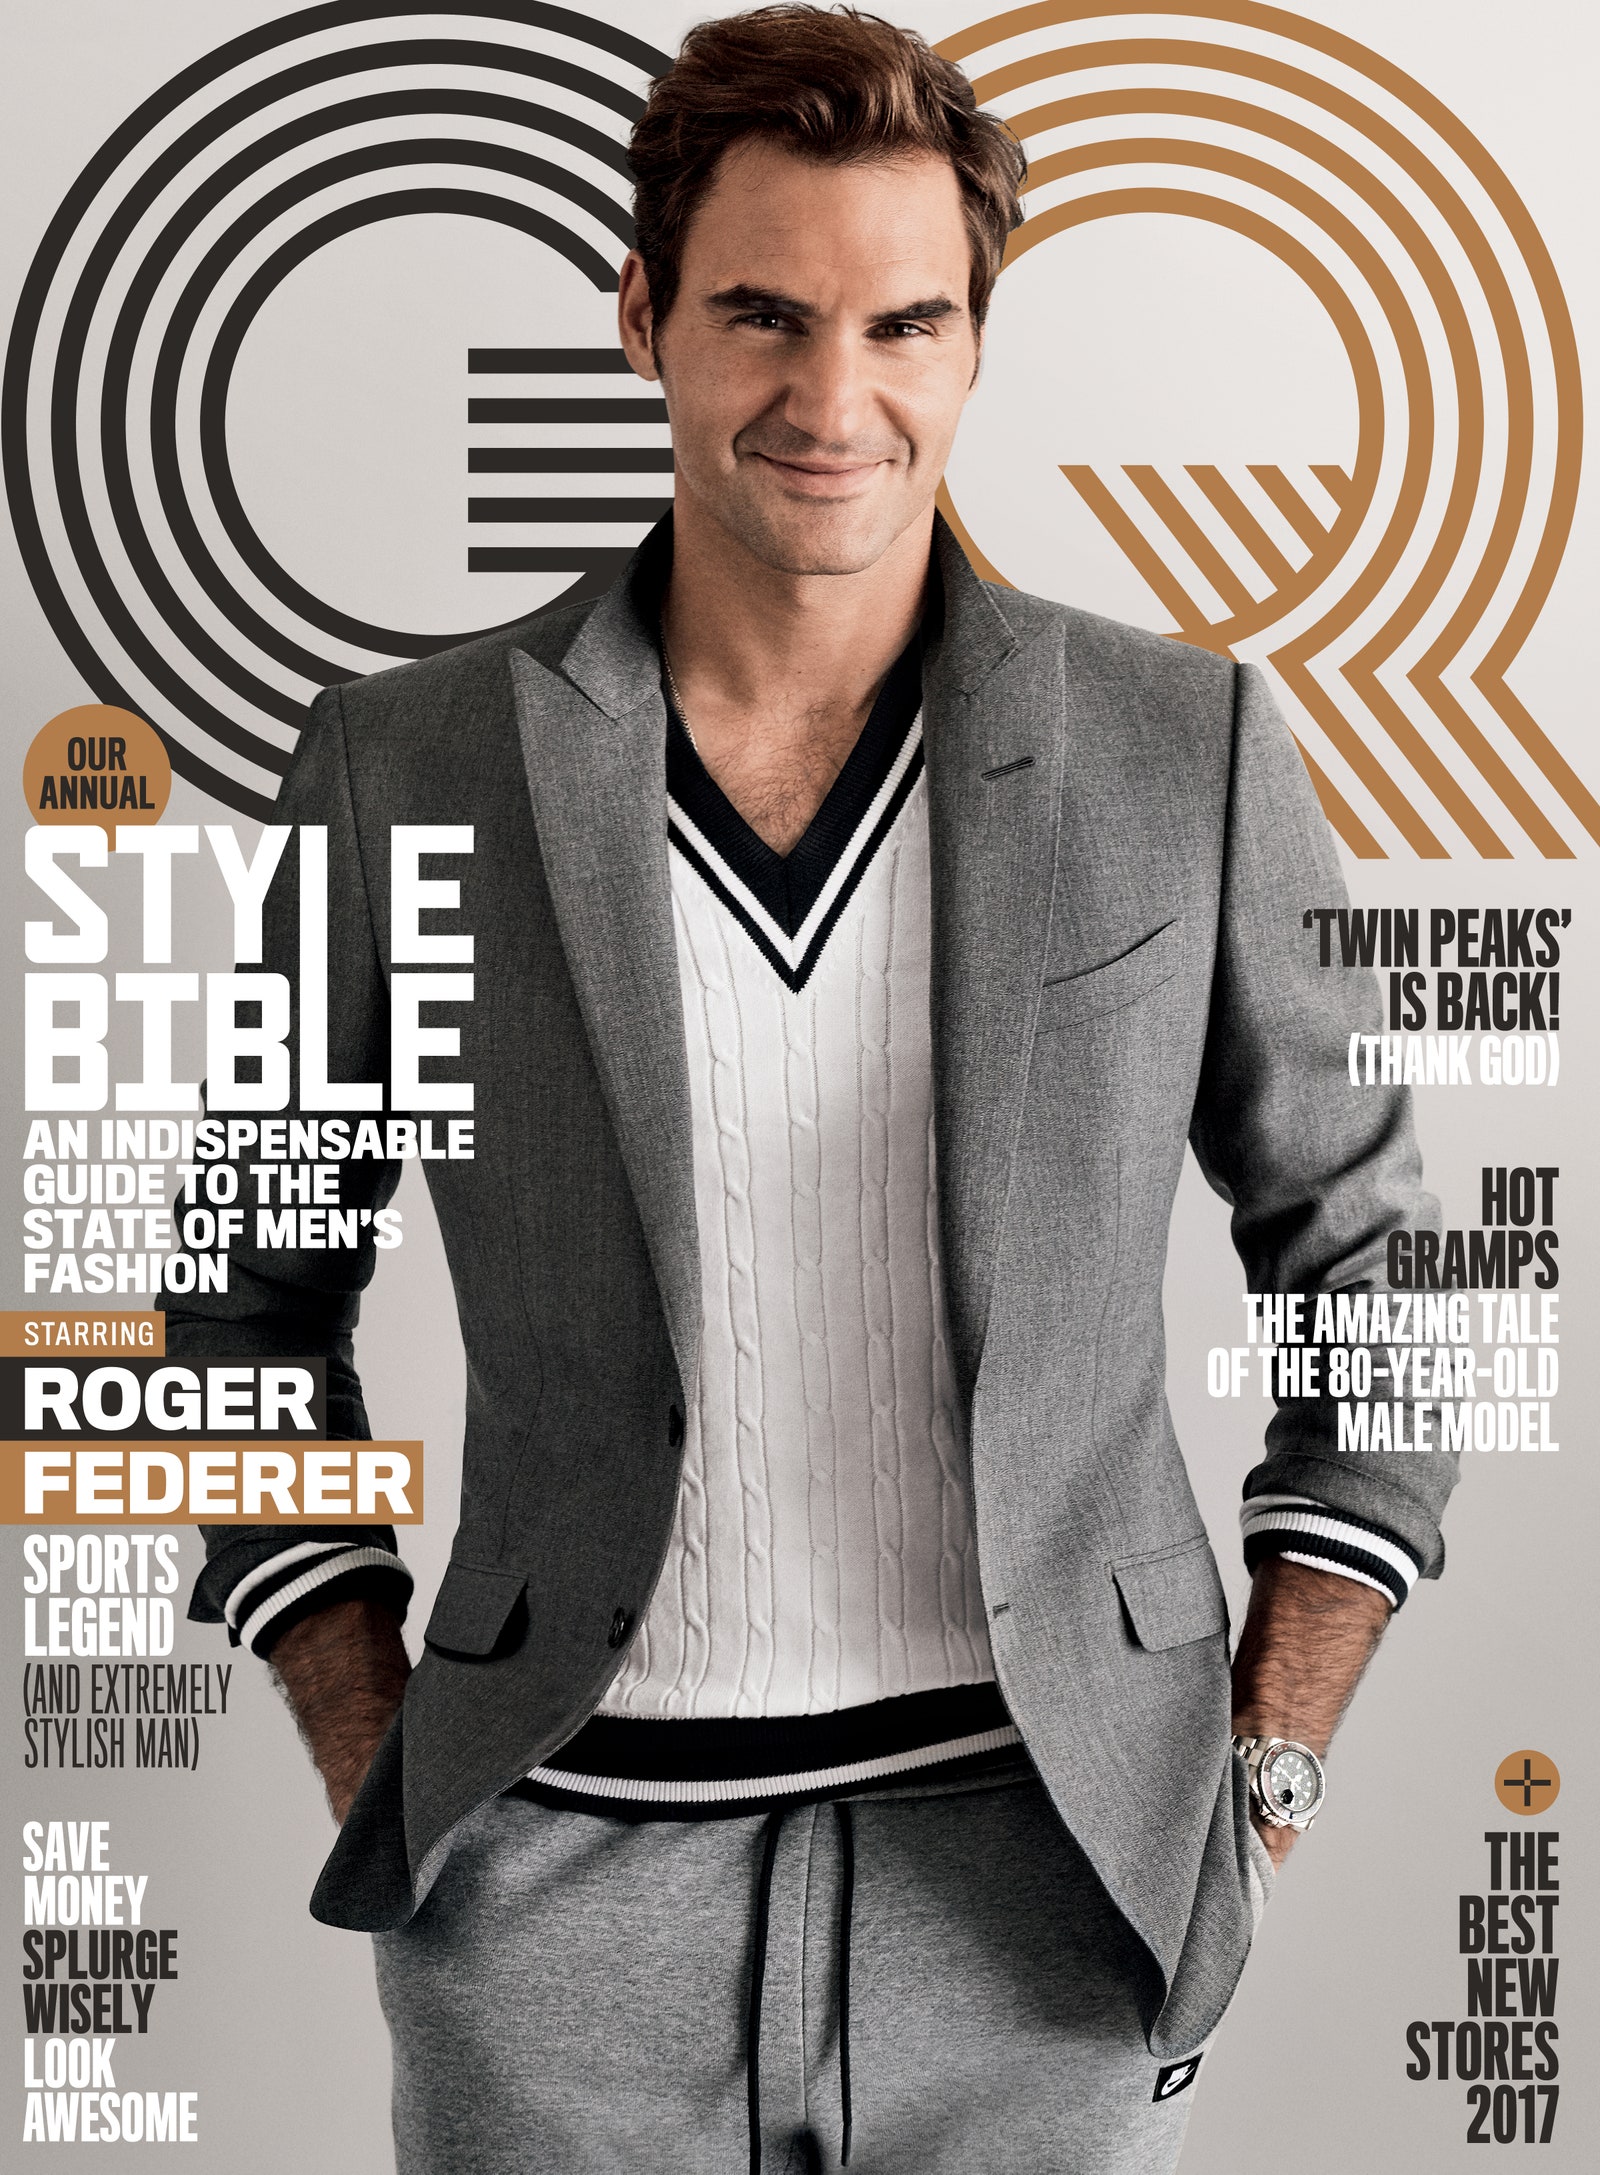 GQ
OUR
ANNUAL
STYLE
BIBLE
AN INDISPENSABLE
GUIDE TO THE
STATE OF MEN'S
FASHION
STARRING
ROGER
FEDERER
SPORTS
LEGEND
(AND EXTREMELY
STYLISH MAN)
SAVE
MONEY
SPLURGE
WISELY
LOOK
AWESOME
‘TWIN PEAKS’
IS BACK!
(THANK GOD)
HOT
GRAMPS
THE AMAZING TALE
OF THE 80-YEAR-OLD
MALE MODEL
+
THE
BEST
NEW
STORES
2017